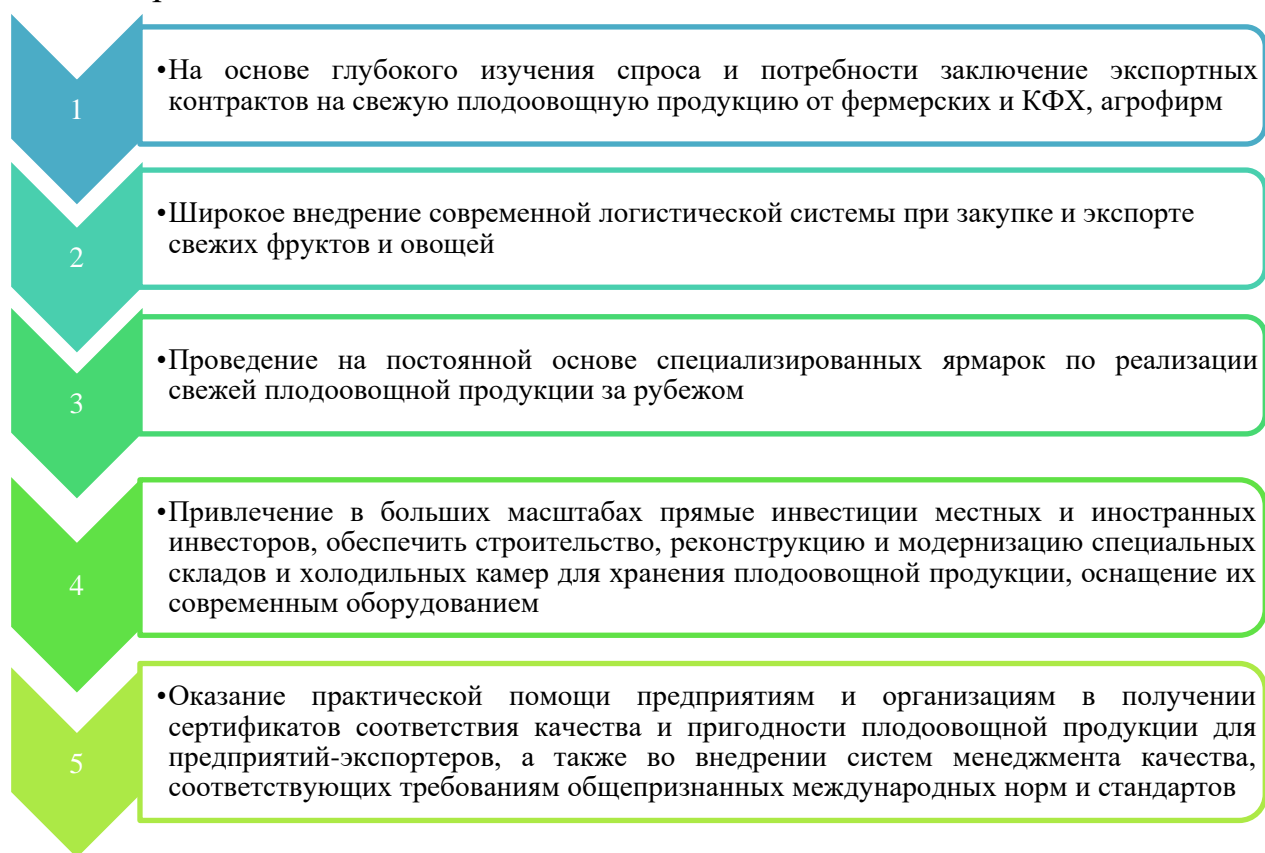 1
•На основе глубокого изучения спроса и потребности заключение экспортных
контрактов на свежую плодоовощную продукцию от фермерских и КФХ, агрофирм
2
•Широкое внедрение современной логистической системы при закупке и экспорте
свежих фруктов и овощей
3
•Проведение на постоянной основе специализированных ярмарок по реализации
свежей плодоовощной продукции за рубежом
4
•Привлечение в больших масштабах прямые инвестиции местных и иностранных
инвесторов, обеспечить строительство, реконструкцию и модернизацию специальных
складов и холодильных камер для хранения плодоовощной продукции, оснащение их
современным оборудованием
5
•Оказание практической помощи предприятиям и организациям в получении
сертификатов соответствия качества и пригодности плодоовощной продукции для
предприятий-экспортеров, а также во внедрении систем менеджмента качества,
соответствующих требованиям общепризнанных международных норм и стандартов